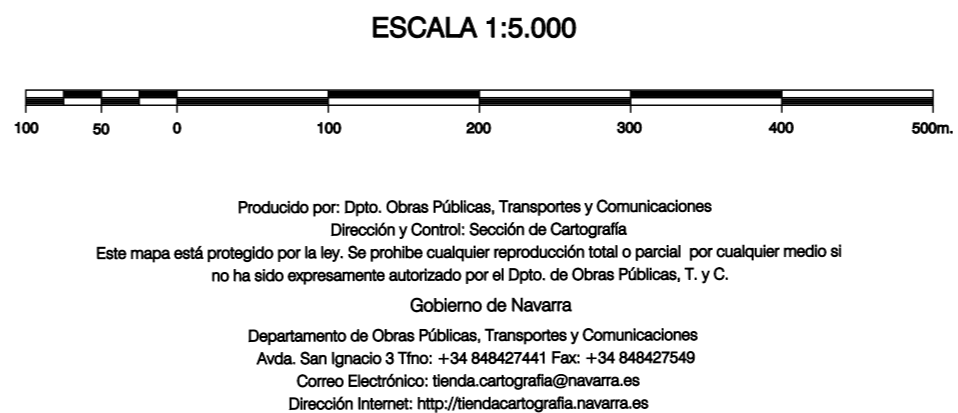 ESCALA 1:5.000
100 50 0 100 200 300 400 500m.
Producido por: Dpto. Obras Públicas, Transportes y Comunicaciones
Dirección y Control: Sección de Cartografía
Este mapa está protegido por la ley. Se prohibe cualquier reproducción total o parcial por cualquier medio si
no ha sido expresamente autorizado por el Dpto. de Obras Públicas, T. y C.
Gobierno de Navarra
Departamento de Obras Públicas, Transportes y Comunicaciones
Avda. San Ignacio 3 Tfno: +34 848427441 Fax: +34 848427549
Correo Electrónico: tienda.cartografia@navarra.es
Dirección Internet: http://tiendacartografia.navarra.es